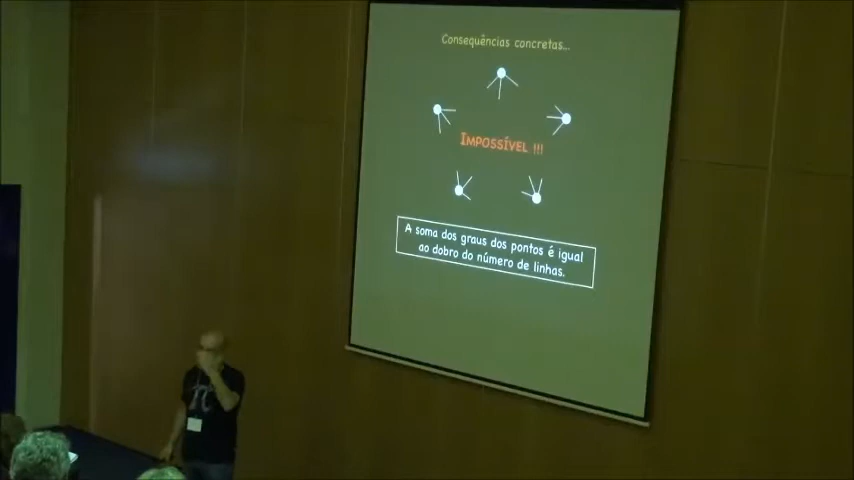 Consequências concretas...
IMPOSSÍVEL !!!
A soma dos graus dos pontos é igual
ao dobro do número de linhas.
π